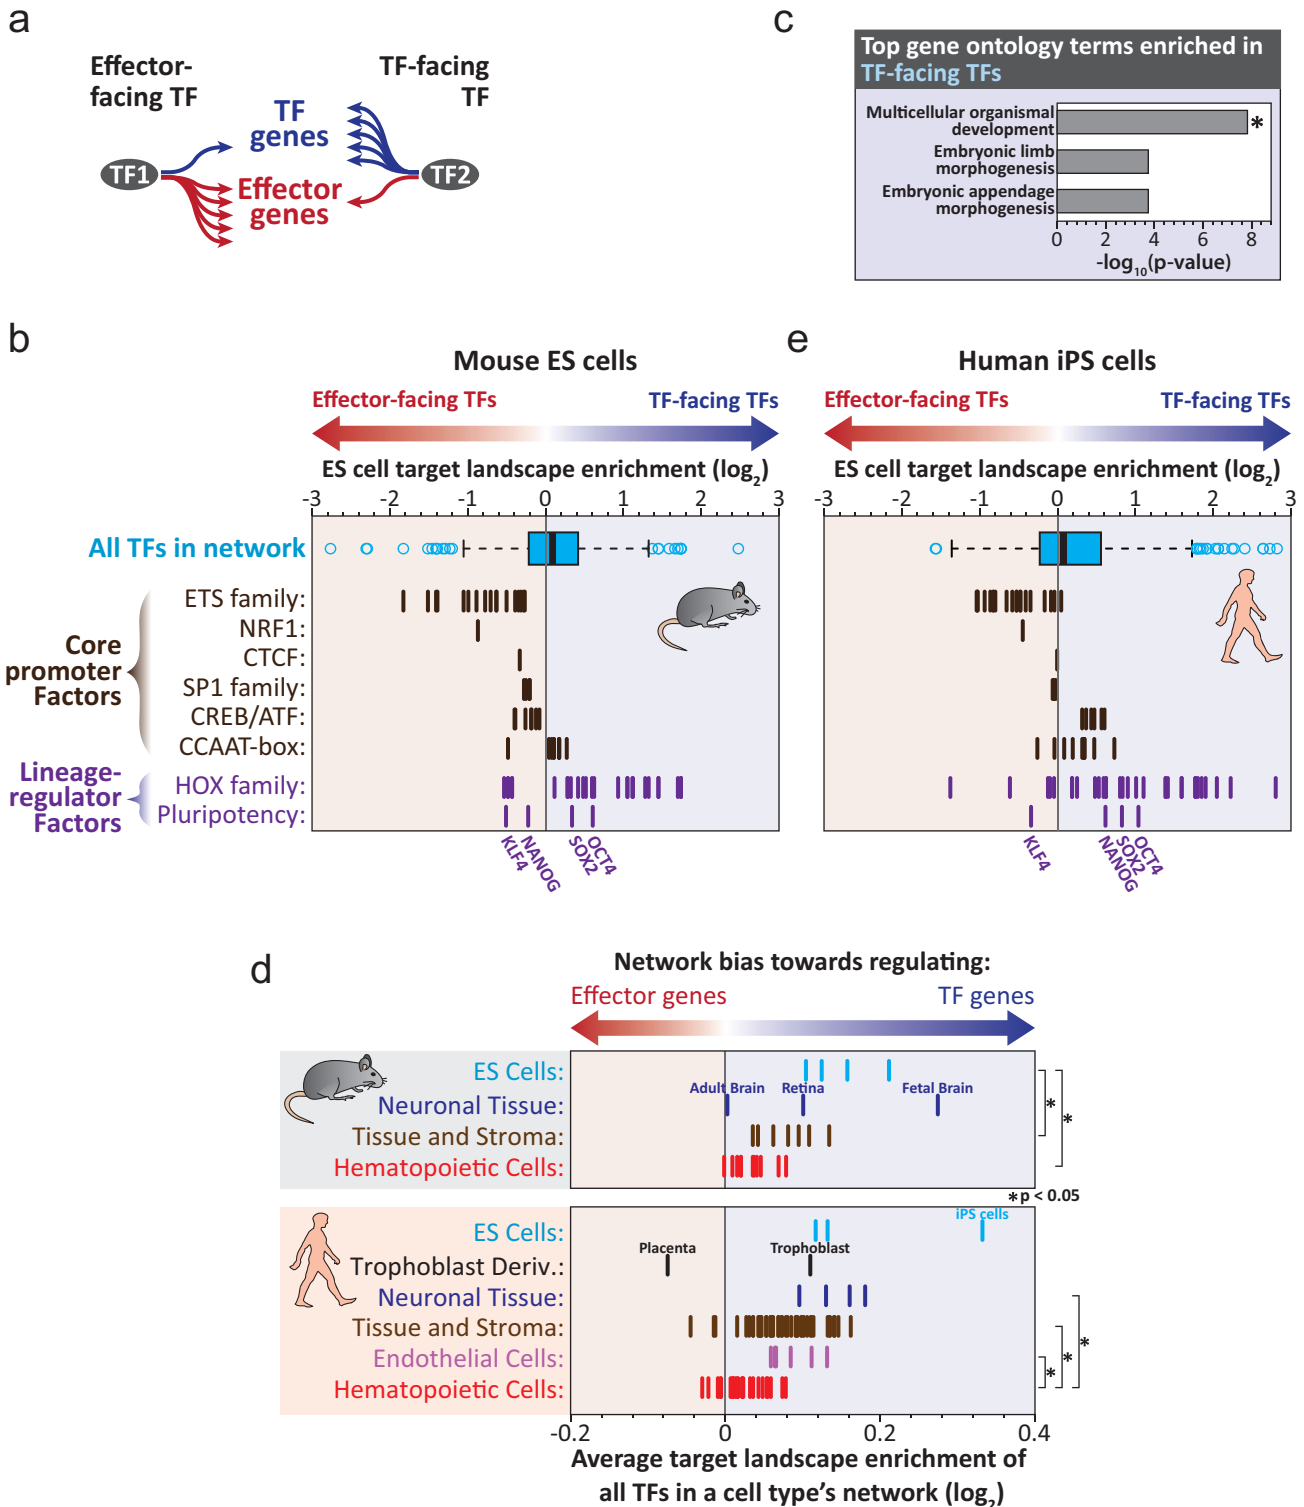 a
Effector-
facing TF
TF-facing
TF
TF
genes
TF1
TF2
Effector
genes
c
Top gene ontology terms enriched in
TF-facing TFs
Multicellular organismal
development
*
Embryonic limb
morphogenesis
Embryonic appendage
morphogenesis
0 2 4 6 8
-log10(p-value)
b
Mouse ES cells
Effector-facing TFs
TF-facing TFs
ES cell target landscape enrichment (log2)
-3 -2 -1 0 1 2 3
All TFs in network
Core
promoter
Factors
ETS family:
NRF1:
CTCF:
SP1 family:
CREB/ATF:
CCAAT-box:
Lineage-
regulator
Factors
HOX family:
Pluripotency:
KLF4
NANOG
SOX2
OCT4
e
Human iPS cells
Effector-facing TFs
TF-facing TFs
ES cell target landscape enrichment (log2)
-3 -2 -1 0 1 2 3
KLF4
NANOG
SOX2
OCT4
d
Network bias towards regulating:
Effector genes
TF genes
ES Cells:
Neuronal Tissue:
Adult Brain
Retina
Fetal Brain
Tissue and Stroma:
Hematopoietic Cells:
*
*
*p < 0.05
ES Cells:
iPS cells
Trophoblast Deriv.:
Placenta
Trophoblast
Neuronal Tissue:
Tissue and Stroma:
Endothelial Cells:
Hematopoietic Cells:
*
*
*
-0.2 0 0.2 0.4
Average target landscape enrichment of
all TFs in a cell type's network (log2)